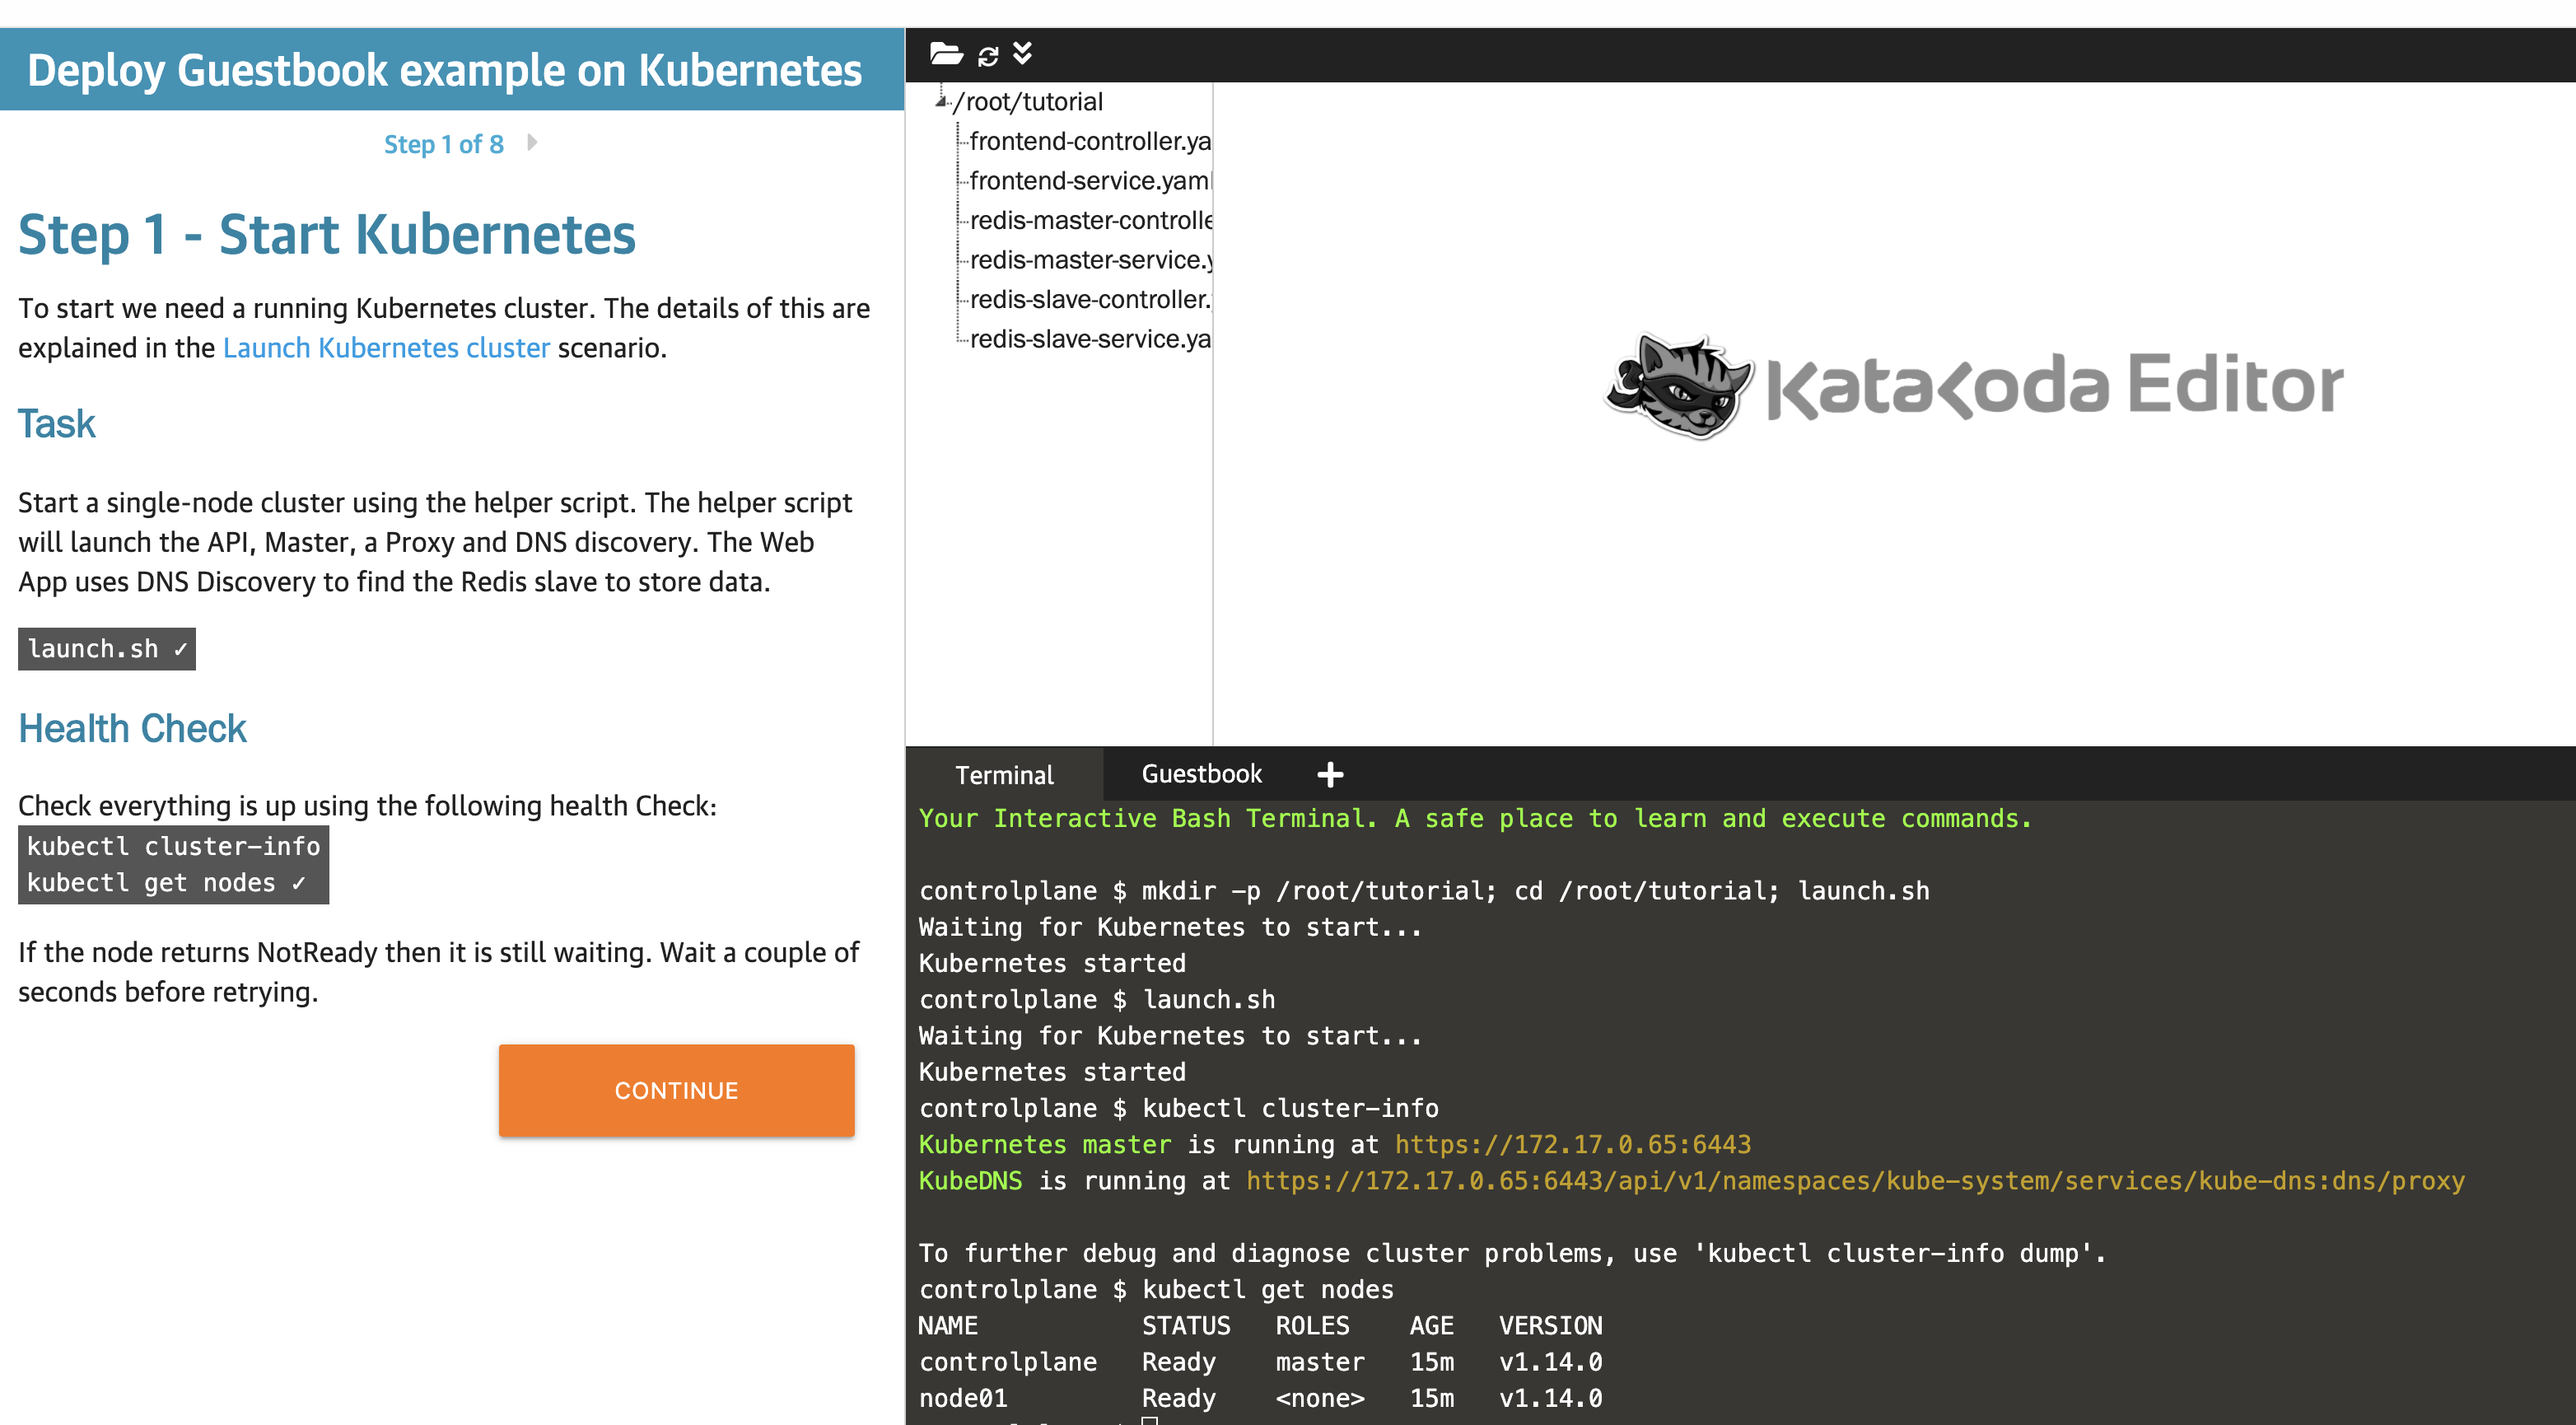 Deploy Guestbook example on Kubernetes
Step 1 of 8
Step 1 - Start Kubernetes
To start we need a running Kubernetes cluster. The details of this are
explained in the Launch Kubernetes cluster scenario.
Task
Start a single-node cluster using the helper script. The helper script
will launch the API, Master, a Proxy and DNS discovery. The Web
App uses DNS Discovery to find the Redis slave to store data.
launch.sh ✓
Health Check
Check everything is up using the following health Check:
kubectl cluster-info
kubectl get nodes ✓
If the node returns NotReady then it is still waiting. Wait a couple of
seconds before retrying.
CONTINUE
/root/tutorial
frontend-controller.ya
frontend-service.yaml
redis-master-controlle
redis-master-service.y
redis-slave-controller.
redis-slave-service.ya
Katacoda Editor
Terminal
Guestbook
Your Interactive Bash Terminal. A safe place to learn and execute commands.
controlplane $ mkdir -p /root/tutorial; cd /root/tutorial; launch.sh
Waiting for Kubernetes to start...
Kubernetes started
controlplane $ launch.sh
Waiting for Kubernetes to start...
Kubernetes started
controlplane $ kubectl cluster-info
Kubernetes master is running at https://172.17.0.65:6443
KubeDNS is running at https://172.17.0.65:6443/api/v1/namespaces/kube-system/services/kube-dns:dns/proxy
To further debug and diagnose cluster problems, use 'kubectl cluster-info dump'.
controlplane $ kubectl get nodes
NAME STATUS ROLES AGE VERSION
controlplane Ready master 15m v1.14.0
node01 Ready <none> 15m v1.14.0